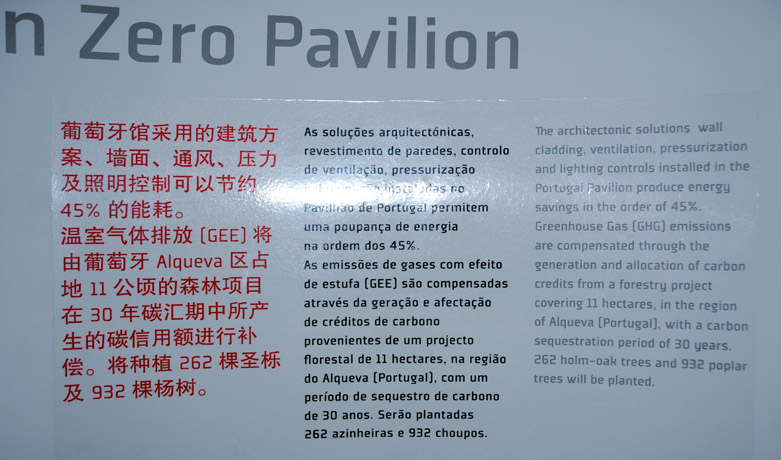 n Zero Pavilion
葡萄牙馆采用的建筑方
案、墙面、通风、压力
及照明控制可以节约
45% 的能耗。
温室气体排放 (GEE) 将
由葡萄牙 Alqueva 区占
地 11 公顷的森林项目
在 30 年碳汇期中所产
生的碳信用额进行补
偿。将种植 262 棵圣栎
及 932 棵杨树。
As soluções arquitectónicas,
revestimento de paredes, controlo
de ventilação, pressurização
instaladas no
Pavilhão de Portugal permitem
uma poupança de energia
na ordem dos 45%.
As emissões de gases com efeito
de estufa (GEE) são compensadas
através da geração e afectação
de créditos de carbono
provenientes de um projecto
florestal de 11 hectares, na região
do Alqueva (Portugal), com um
período de sequestro de carbono
de 30 anos. Serão plantadas
262 azinheiras e 932 choupos.
The architectonic solutions wall
cladding, ventilation, pressurization
and lighting controls installed in the
Portugal Pavilion produce energy
savings in the order of 45%.
Greenhouse Gas (GHG) emissions
are compensated through the
generation and allocation of carbon
credits from a forestry project
covering 11 hectares, in the region
of Alqueva (Portugal), with a carbon
sequestration period of 30 years.
262 holm-oak trees and 932 poplar
trees will be planted.